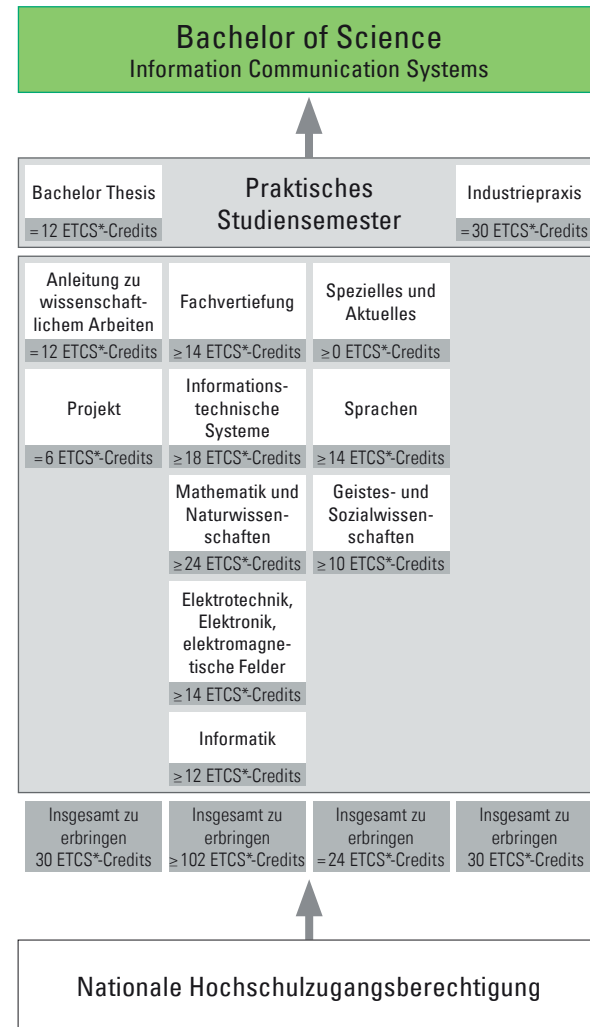 Bachelor of Science
Information Communication Systems
Bachelor Thesis
= 12 ETCS*-Credits
Praktisches
Studiensemester
Industriepraxis
= 30 ETCS*-Credits
Anleitung zu
wissenschaft-
lichem Arbeiten
= 12 ETCS*-Credits
Fachvertiefung
≥ 14 ETCS*-Credits
Spezielles und
Aktuelles
≥ 0 ETCS*-Credits
Projekt
= 6 ETCS*-Credits
Informations-
technische
Systeme
≥ 18 ETCS*-Credits
Sprachen
≥ 14 ETCS*-Credits
Mathematik und
Naturwissen-
schaften
≥ 24 ETCS*-Credits
Geistes- und
Sozialwissen-
schaften
≥ 10 ETCS*-Credits
Elektrotechnik,
Elektronik,
elektromagne-
tische Felder
≥ 14 ETCS*-Credits
Informatik
≥ 12 ETCS*-Credits
Insgesamt zu
erbringen
30 ETCS*-Credits
Insgesamt zu
erbringen
≥ 102 ETCS*-Credits
Insgesamt zu
erbringen
= 24 ETCS*-Credits
Insgesamt zu
erbringen
30 ETCS*-Credits
Nationale Hochschulzugangsberechtigung